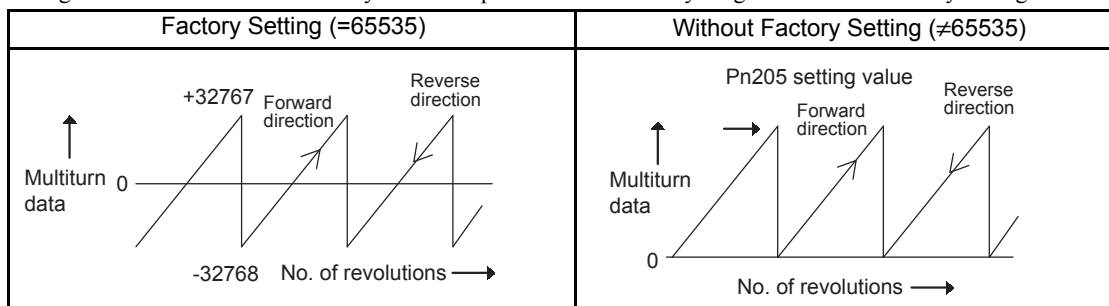 Factory Setting (=65535)
Without Factory Setting (≠65535)
+32767
Forward
direction
Reverse
direction
Multiturn
data
0
-32768
No. of revolutions
Pn205 setting value
Forward
direction
Reverse
direction
Multiturn
data
0
No. of revolutions